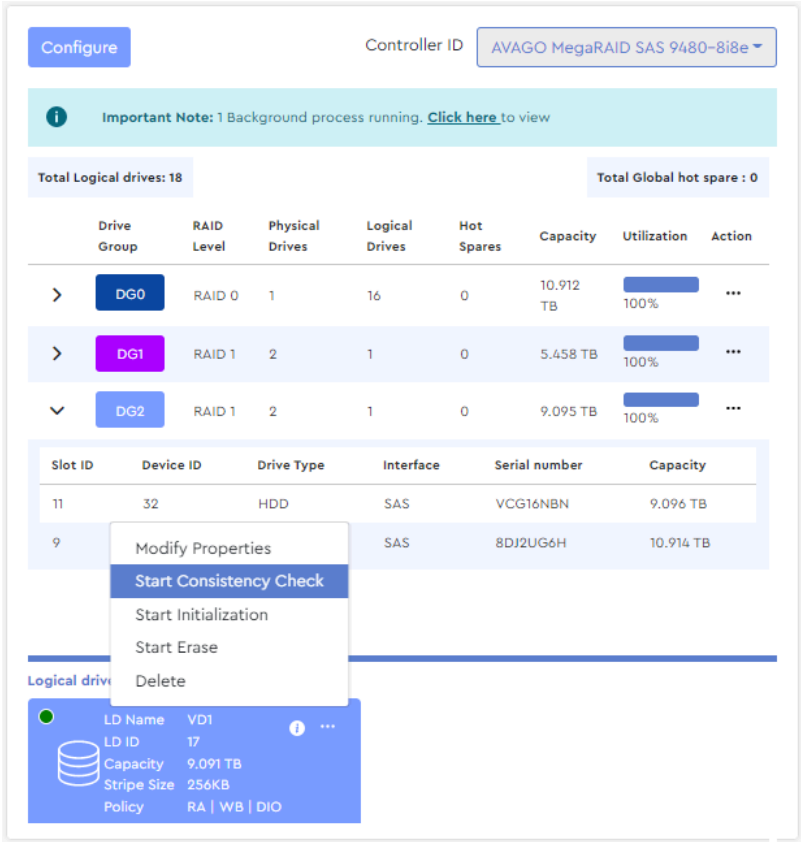 Configure
Controller ID
AVAGO MegaRAID SAS 9480-8i8e
Important Note: 1 Background process running. Click here to view
Total Logical drives: 18
Total Global hot spare : 0
Drive Group RAID Level Physical Drives Logical Drives Hot Spares Capacity Utilization Action
DG0 RAID 0 1 16 0 10.912 TB 100% •••
DG1 RAID 1 2 1 0 5.458 TB 100% •••
DG2 RAID 1 2 1 0 9.095 TB 100% •••
Slot ID Device ID Drive Type Interface Serial number Capacity
11 32 HDD SAS VCG16NBN 9.096 TB
9 SAS 8DJ2UG6H 10.914 TB
Modify Properties
Start Consistency Check
Start Initialization
Start Erase
Delete
Logical
LD Name VD1
LD ID 17
Capacity 9.091 TB
Stripe Size 256KB
Policy RA | WB | DIO